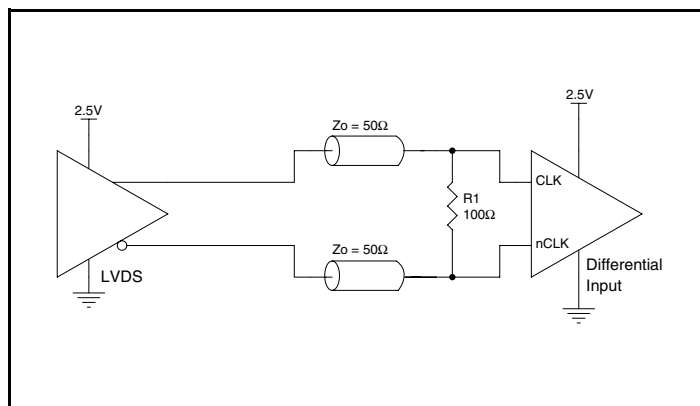 2.5V
2.5V
Zo = 50Ω
CLK
R1
100Ω
nCLK
Zo = 50Ω
LVDS
Differential
Input